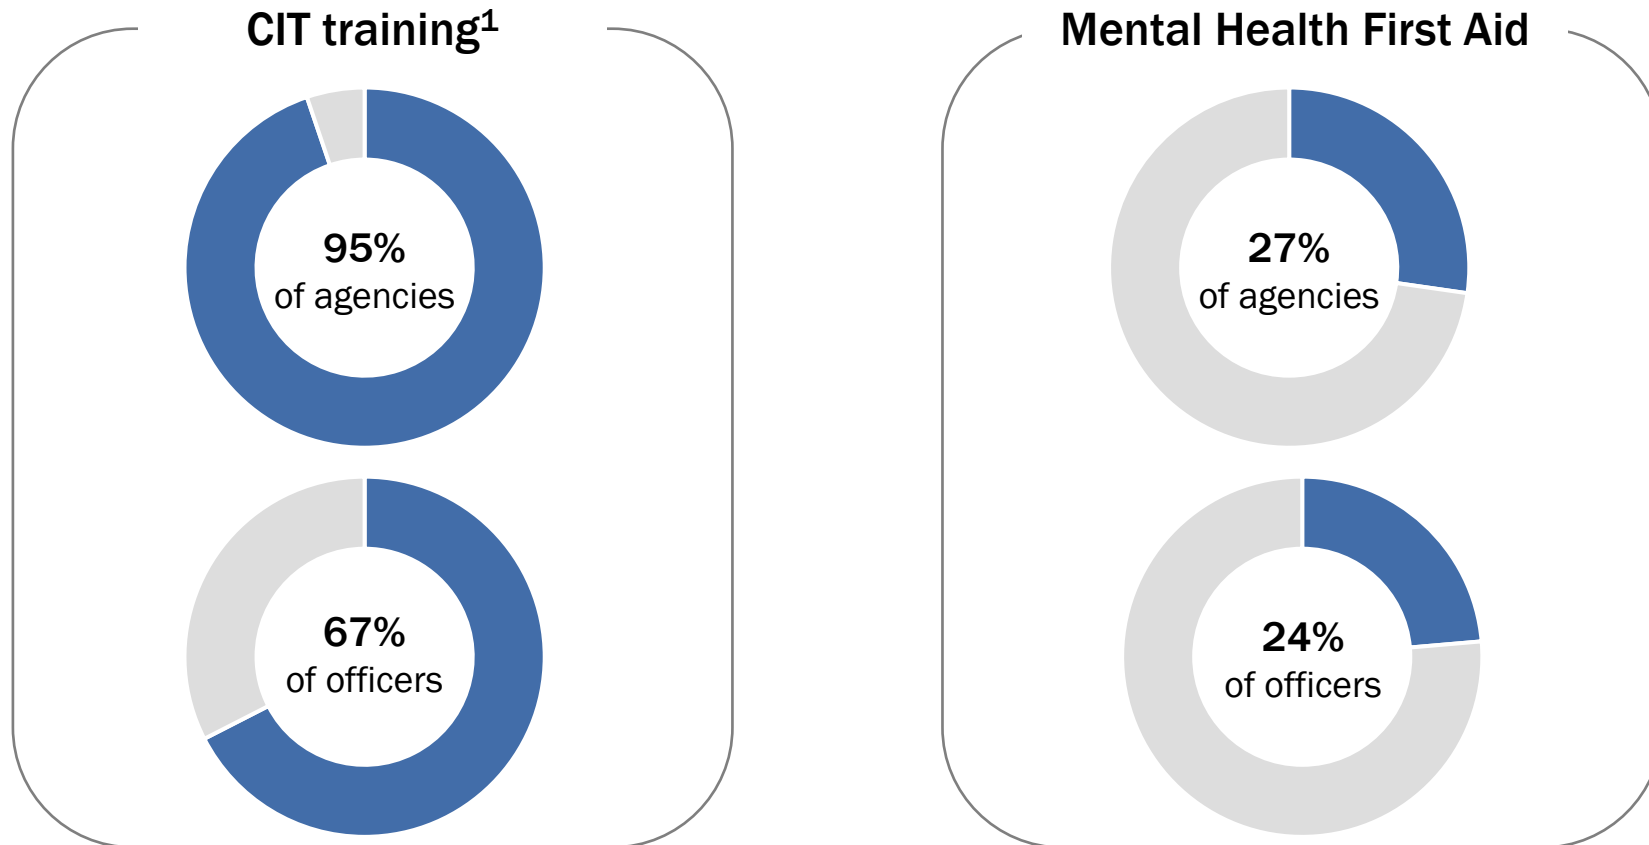 CIT training¹
95%
of agencies
67%
of officers
Mental Health First Aid
27%
of agencies
24%
of officers